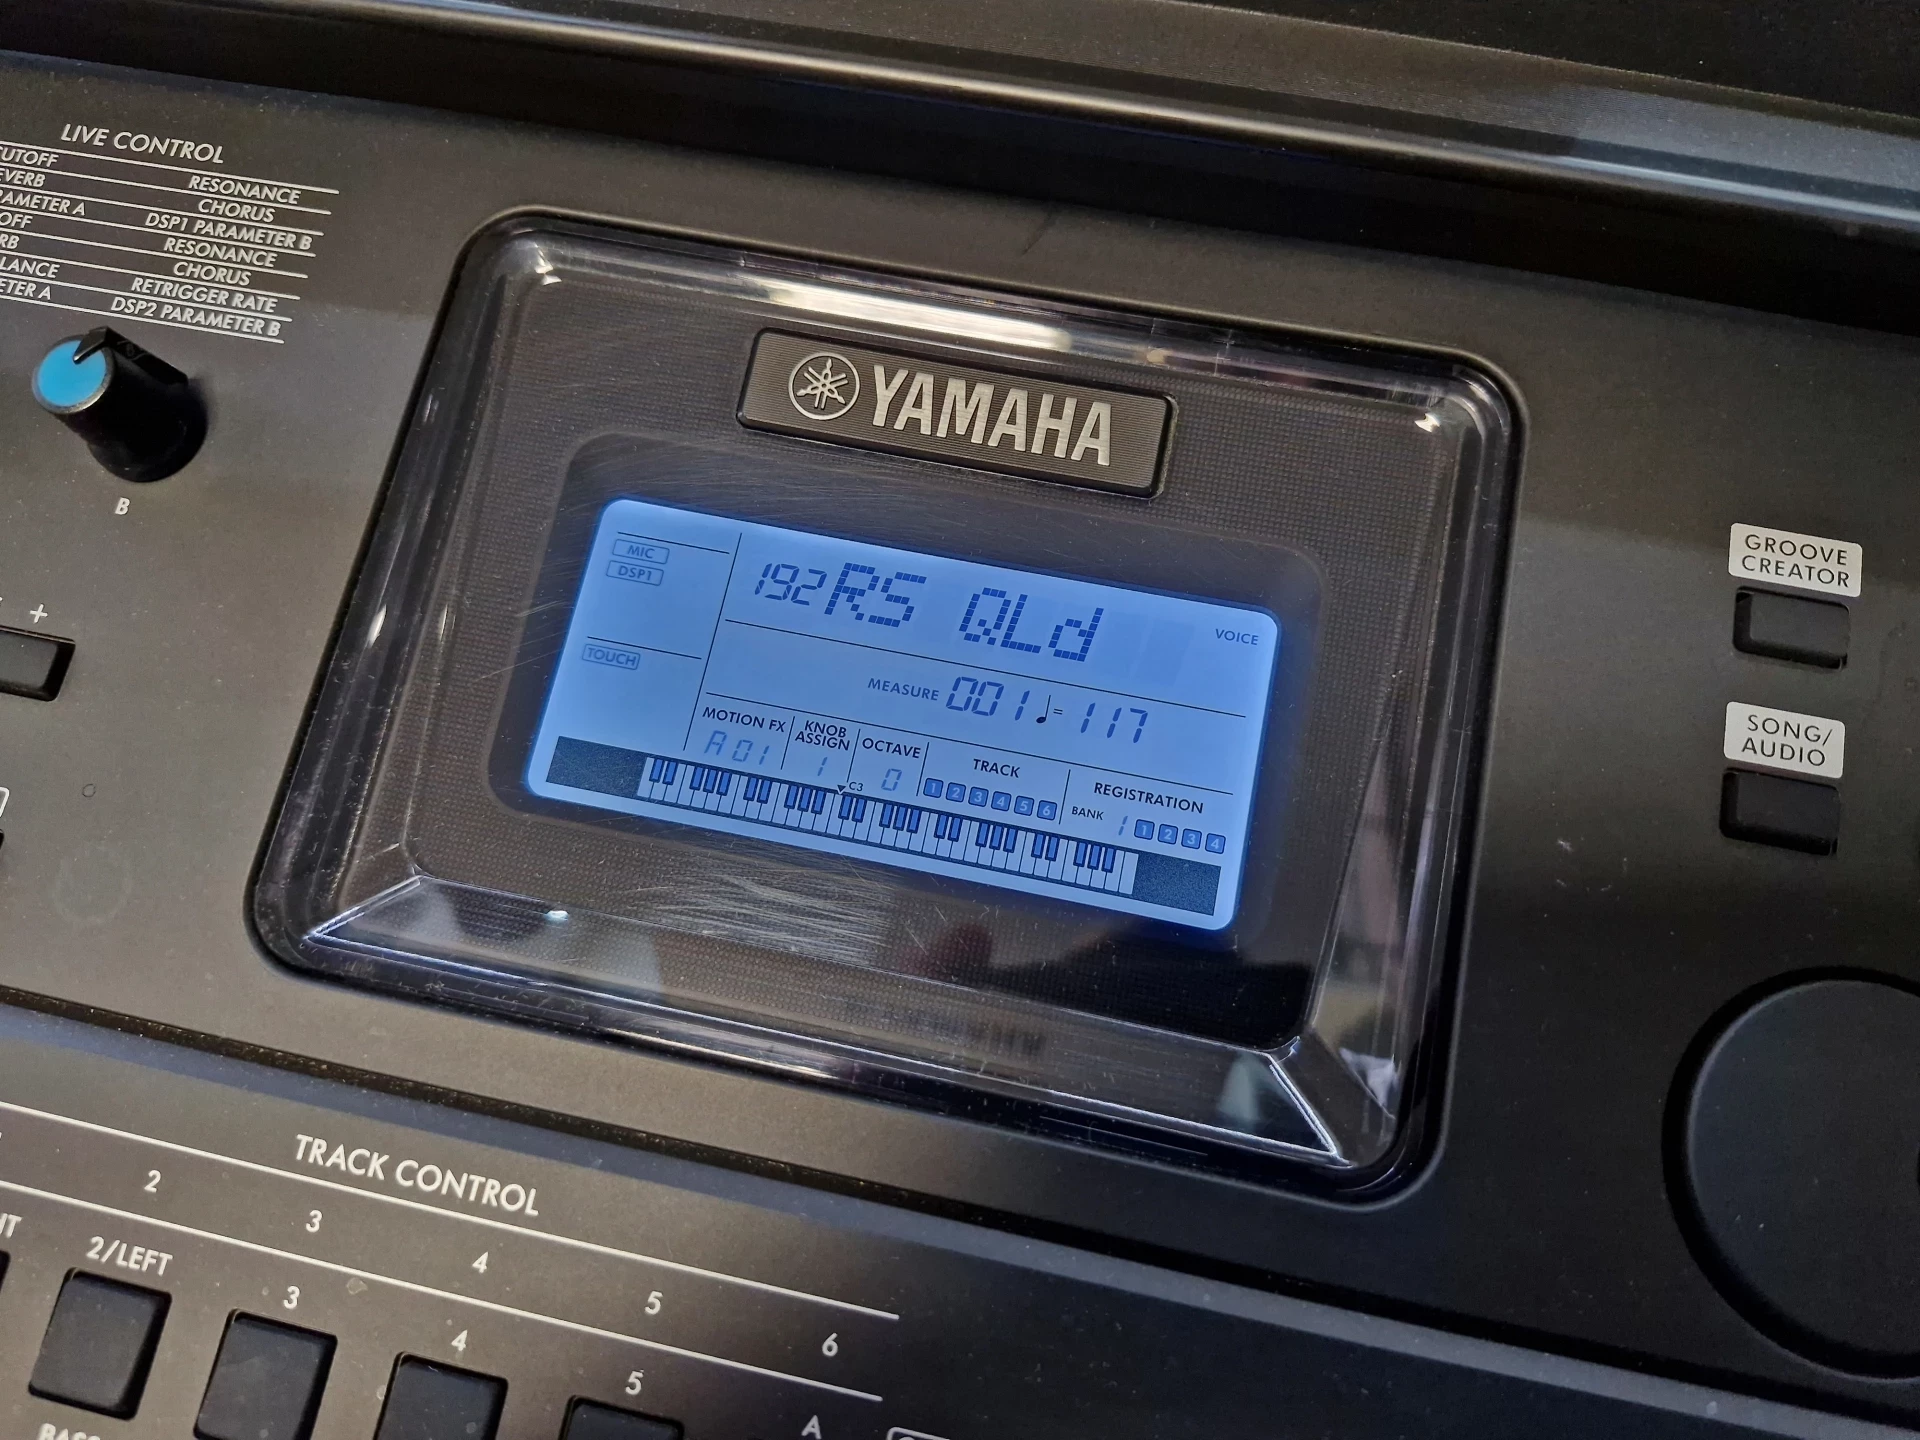 LIVE CONTROL
CUTOFF RESONANCE
REVERB CHORUS
PARAMETER A DSP1 PARAMETER B
RESONANCE
CHORUS
RETRIGGER RATE
DSP2 PARAMETER B
B
+
YAMAHA
MIC
DSP1
192 RS QLd
VOICE
TOUCH
MEASURE 001 ♩= 117
MOTION FX KNOB ASSIGN OCTAVE TRACK REGISTRATION
A01 1 0 1 2 3 4 5 6 BANK 1 1 2 3 4
C3
GROOVE
CREATOR
SONG/
AUDIO
TRACK CONTROL
2 3 4 5 6
2/LEFT 3 4 5 A